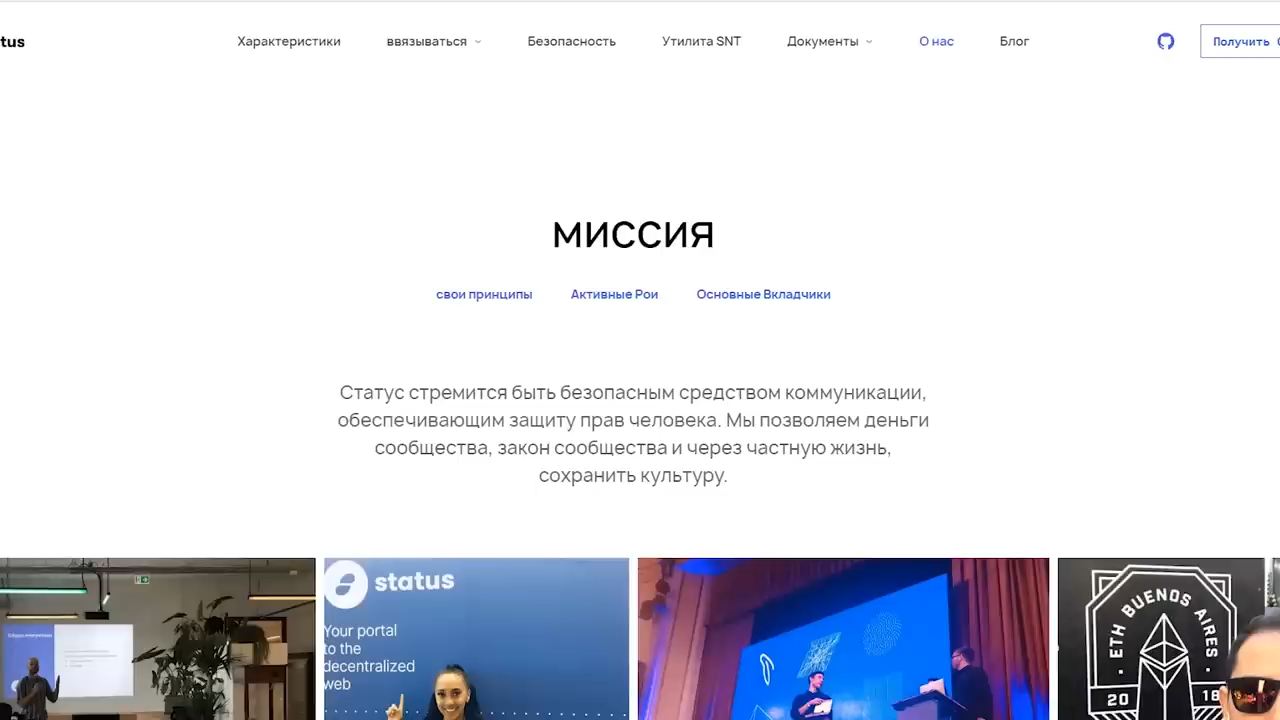 tus
Характеристики ввязываться Безопасность Утилита SNT Документы О нас Блог
Получить
миссия
свои принципы Активные Рои Основные Вкладчики
Статус стремится быть безопасным средством коммуникации,
обеспечивающим защиту прав человека. Мы позволяем деньги
сообщества, закон сообщества и через частную жизнь,
сохранить культуру.
status
Your portal
to the
decentralized
web
ETH BUENOS AIRES
20 18